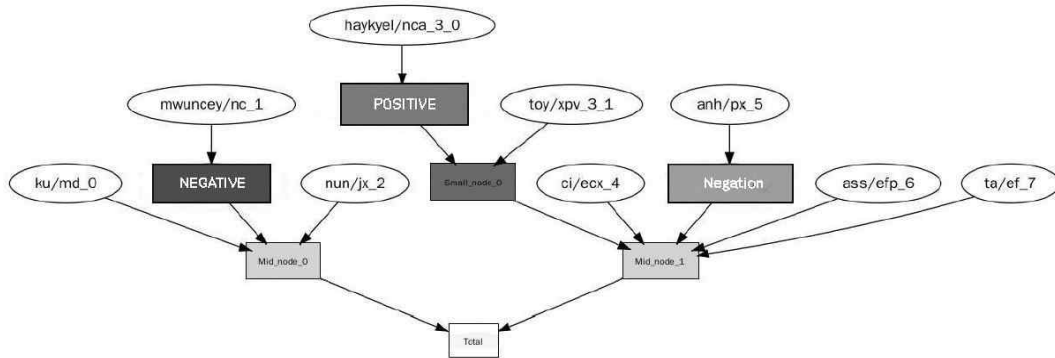 haykyel/nca_3_0
mwuncey/nc_1
POSITIVE
toy/xpv_3_1
anh/px_5
ku/md_0
NEGATIVE
nun/jx_2
Small_node_0
ci/ecx_4
Negation
ass/efp_6
ta/ef_7
Mid_node_0
Mid_node_1
Total